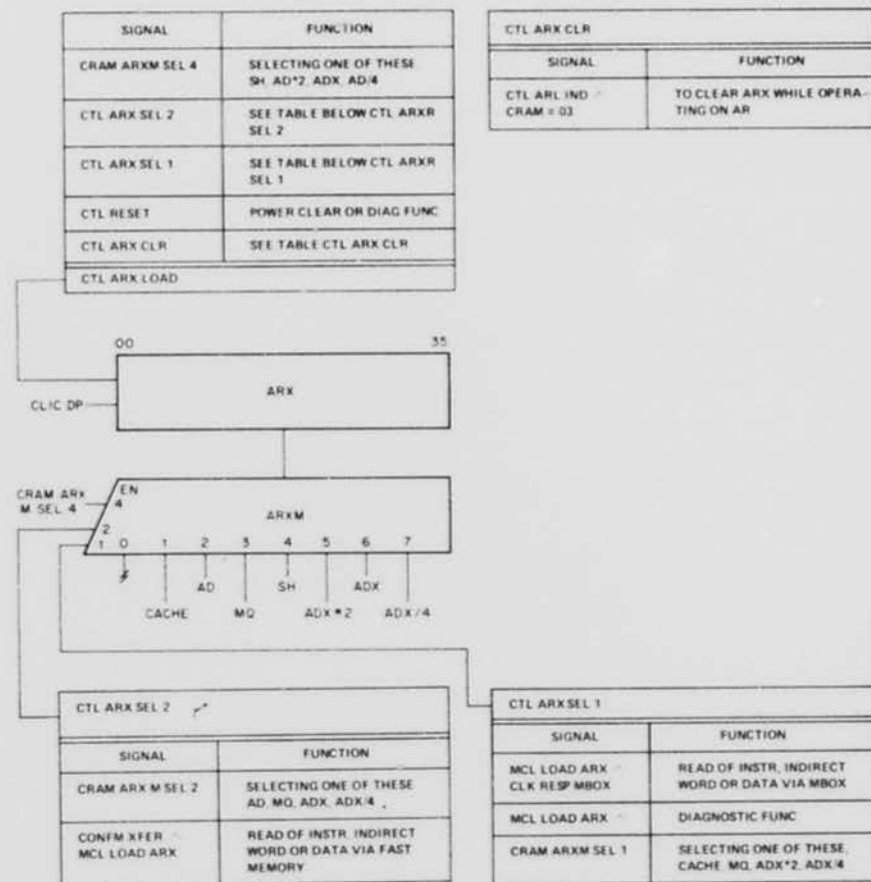 SIGNAL FUNCTION
CRAM ARXM SEL 4 SELECTING ONE OF THESE
SH, AD*2, ADX, AD/4
CTL ARX SEL 2 SEE TABLE BELOW CTL ARXR
SEL 2
CTL ARX SEL 1 SEE TABLE BELOW CTL ARXR
SEL 1
CTL RESET POWER CLEAR OR DIAG FUNC
CTL ARX CLR SEE TABLE CTL ARX CLR
CTL ARX LOAD
CTL ARX CLR
SIGNAL FUNCTION
CTL ARL IND TO CLEAR ARX WHILE OPERA-
CRAM = 03 TING ON AR
00 35
ARX
CLIC DP
CRAM ARX
M SEL 4
EN
4
2
1
ARXM
0 1 2 3 4 5 6 7
AD SH ADX
CACHE MQ ADX*2 ADX/4
CTL ARX SEL 2
SIGNAL FUNCTION
CRAM ARX M SEL 2 SELECTING ONE OF THESE
AD, MQ, ADX, ADX/4
CONFM XFER READ OF INSTR, INDIRECT
MCL LOAD ARX WORD OR DATA VIA FAST
MEMORY
CTL ARX SEL 1
SIGNAL FUNCTION
MCL LOAD ARX READ OF INSTR, INDIRECT
CLK RESP MBOX WORD OR DATA VIA MBOX
MCL LOAD ARX DIAGNOSTIC FUNC
CRAM ARXM SEL 1 SELECTING ONE OF THESE,
CACHE, MQ, ADX*2, ADX/4